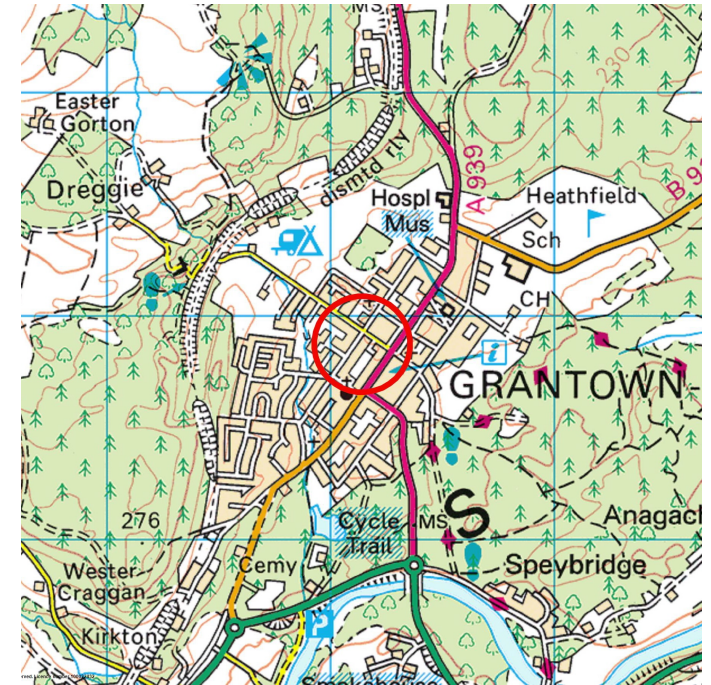 MS
230
Easter
Gorton
dismtd rly
A 939
Dreggie
Hospl
Mus
Heathfield
Sch
CH
i
GRANTOWN-
S
276
Cycle
Trail
MS
Anagach
Wester
Craggan
Cemy
Speybridge
Kirkton
P